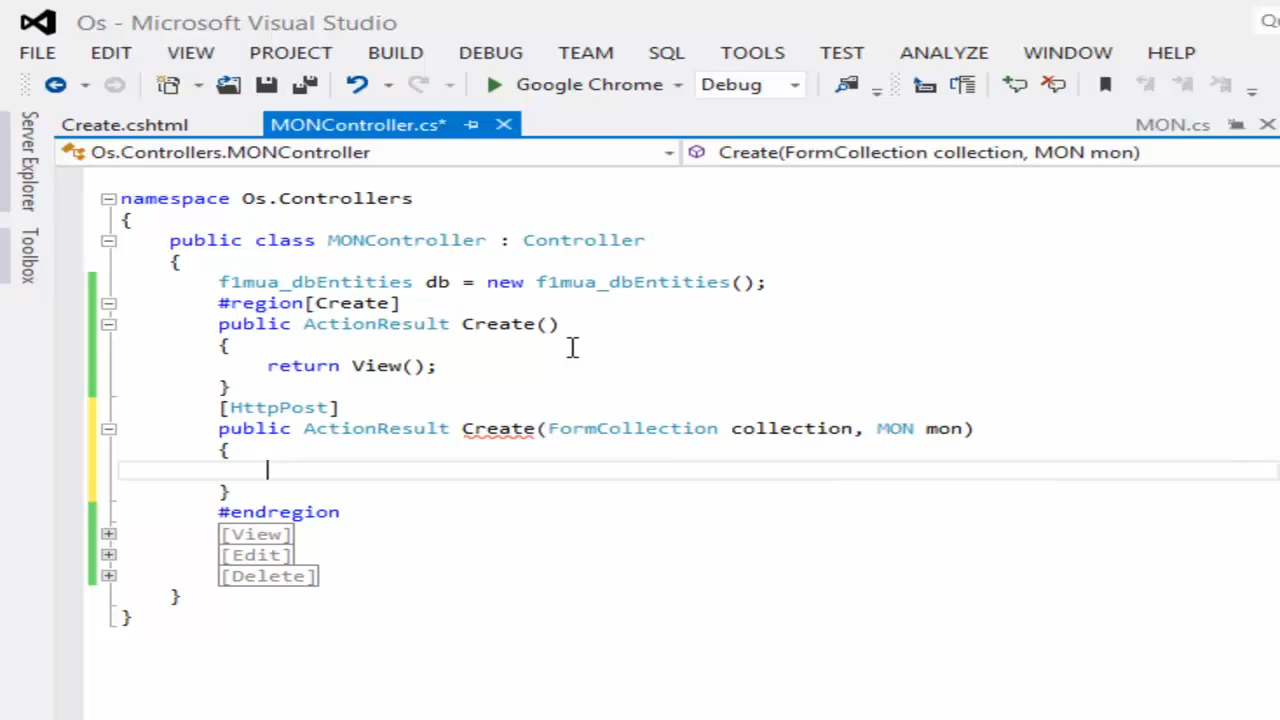 Os - Microsoft Visual Studio
FILE EDIT VIEW PROJECT BUILD DEBUG TEAM SQL TOOLS TEST ANALYZE WINDOW HELP
Google Chrome Debug
Server Explorer
Toolbox
Create.cshtml MONController.cs* MON.cs
Os.Controllers.MONController Create(FormCollection collection, MON mon)
namespace Os.Controllers
{
public class MONController : Controller
{
f1mua_dbEntities db = new f1mua_dbEntities();
#region[Create]
public ActionResult Create()
{
return View();
}
[HttpPost]
public ActionResult Create(FormCollection collection, MON mon)
{
}
#endregion
[View]
[Edit]
[Delete]
}
}